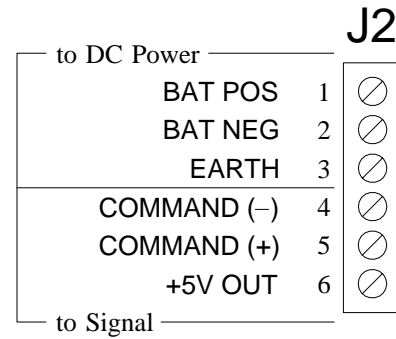 J2
to DC Power
BAT POS 1
BAT NEG 2
EARTH 3
COMMAND (–) 4
COMMAND (+) 5
+5V OUT 6
to Signal